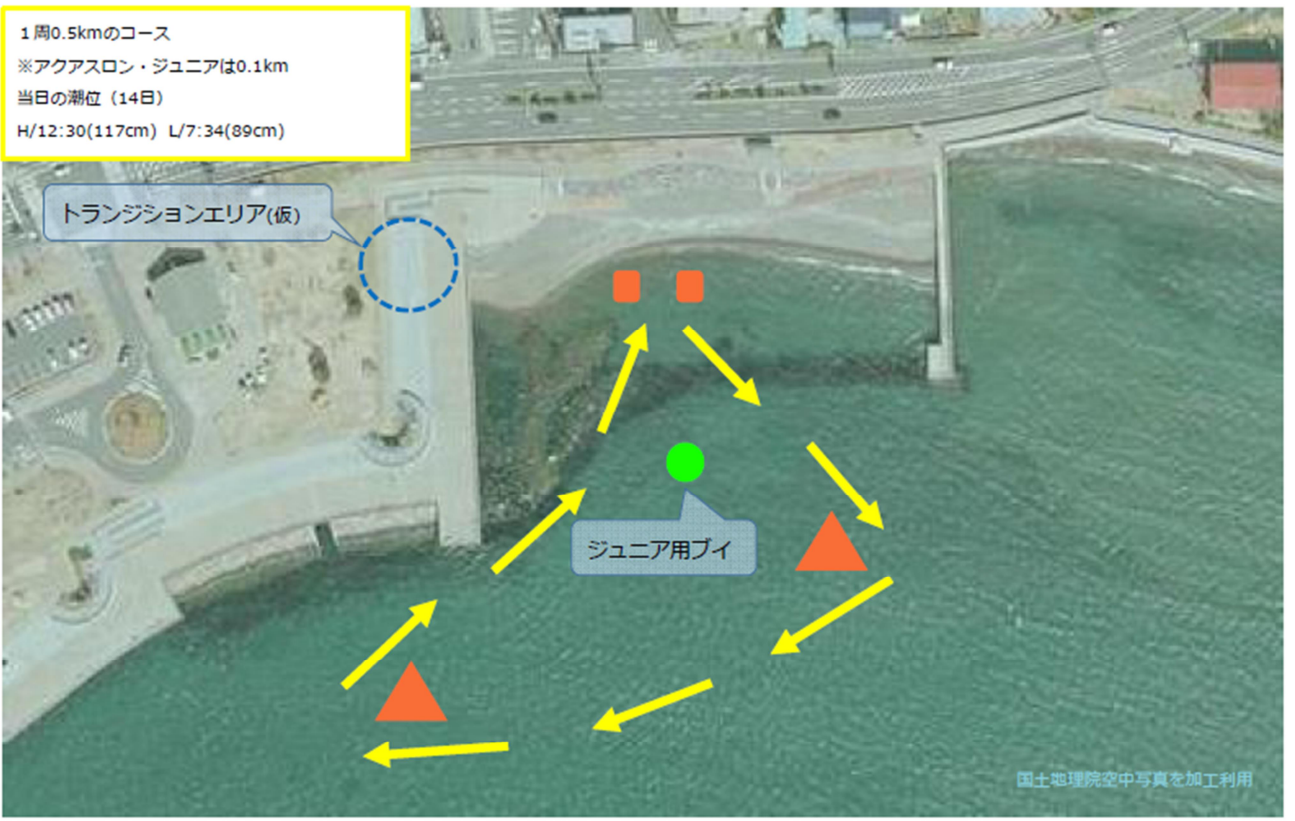 １周0.5kmのコース
※アクアスロン・ジュニアは0.1km
当日の潮位（14日）
H/12:30(117cm) L/7:34(89cm)
トランジションエリア(仮)
ジュニア用ブイ
国土地理院空中写真を加工利用